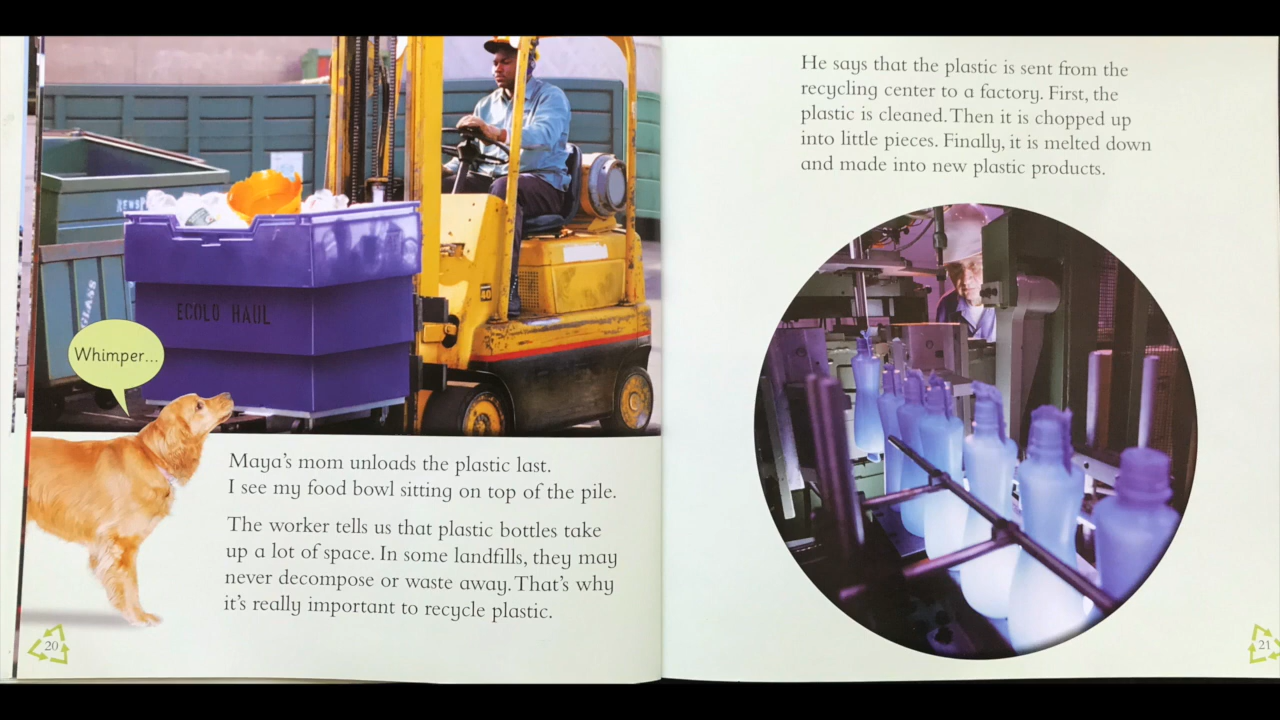 NEWSP
GLASS
ECOLO HAUL
Whimper...
Maya's mom unloads the plastic last.
I see my food bowl sitting on top of the pile.
The worker tells us that plastic bottles take
up a lot of space. In some landfills, they may
never decompose or waste away. That's why
it's really important to recycle plastic.
20
He says that the plastic is sent from the
recycling center to a factory. First, the
plastic is cleaned. Then it is chopped up
into little pieces. Finally, it is melted down
and made into new plastic products.
21